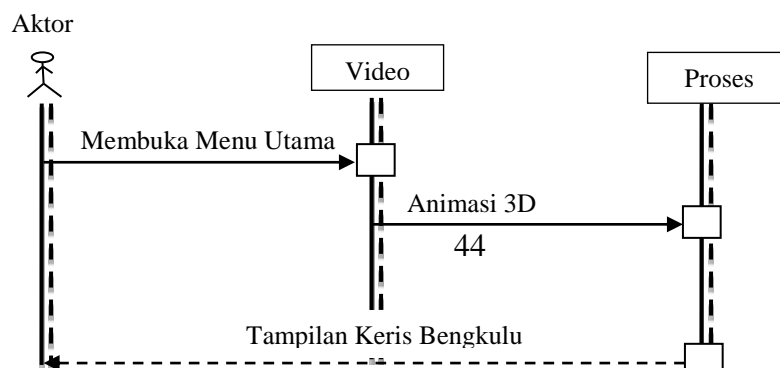 Aktor
Video
Proses
Membuka Menu Utama
Animasi 3D
44
Tampilan Keris Bengkulu